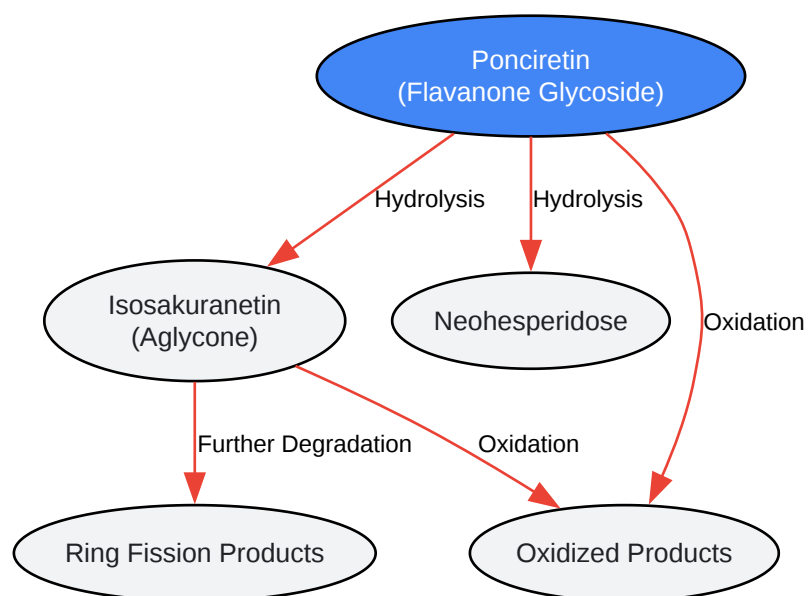 Ponciretin
(Flavanone Glycoside)
Hydrolysis
Hydrolysis
Isosakuranetin
(Aglycone)
Neohesperidose
Oxidation
Further Degradation
Oxidation
Ring Fission Products
Oxidized Products